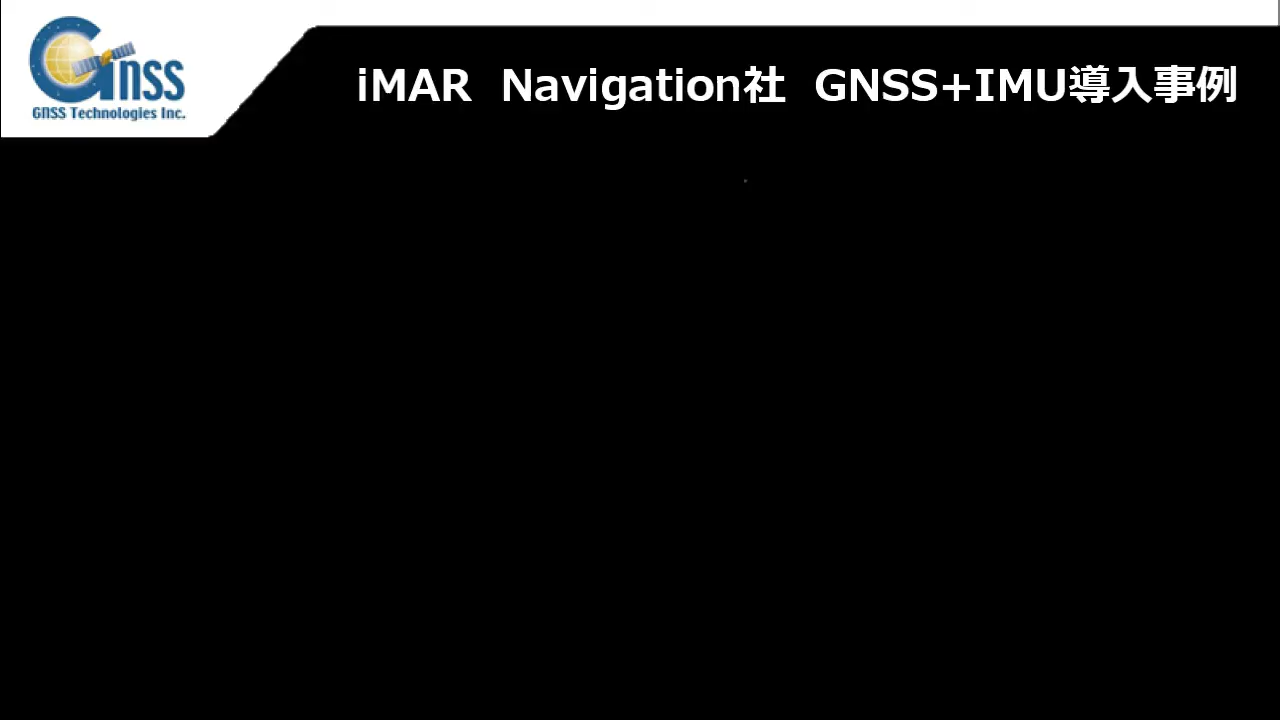 GNSS
GNSS Technologies Inc.
iMAR Navigation社 GNSS+IMU導入事例